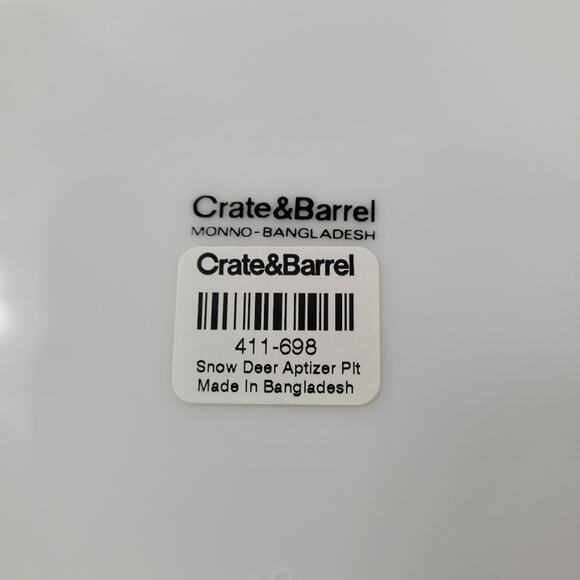 Crate&Barrel
MONNO-BANGLADESH
Crate&Barrel
411-698
Snow Deer Aptizer Plt
Made In Bangladesh